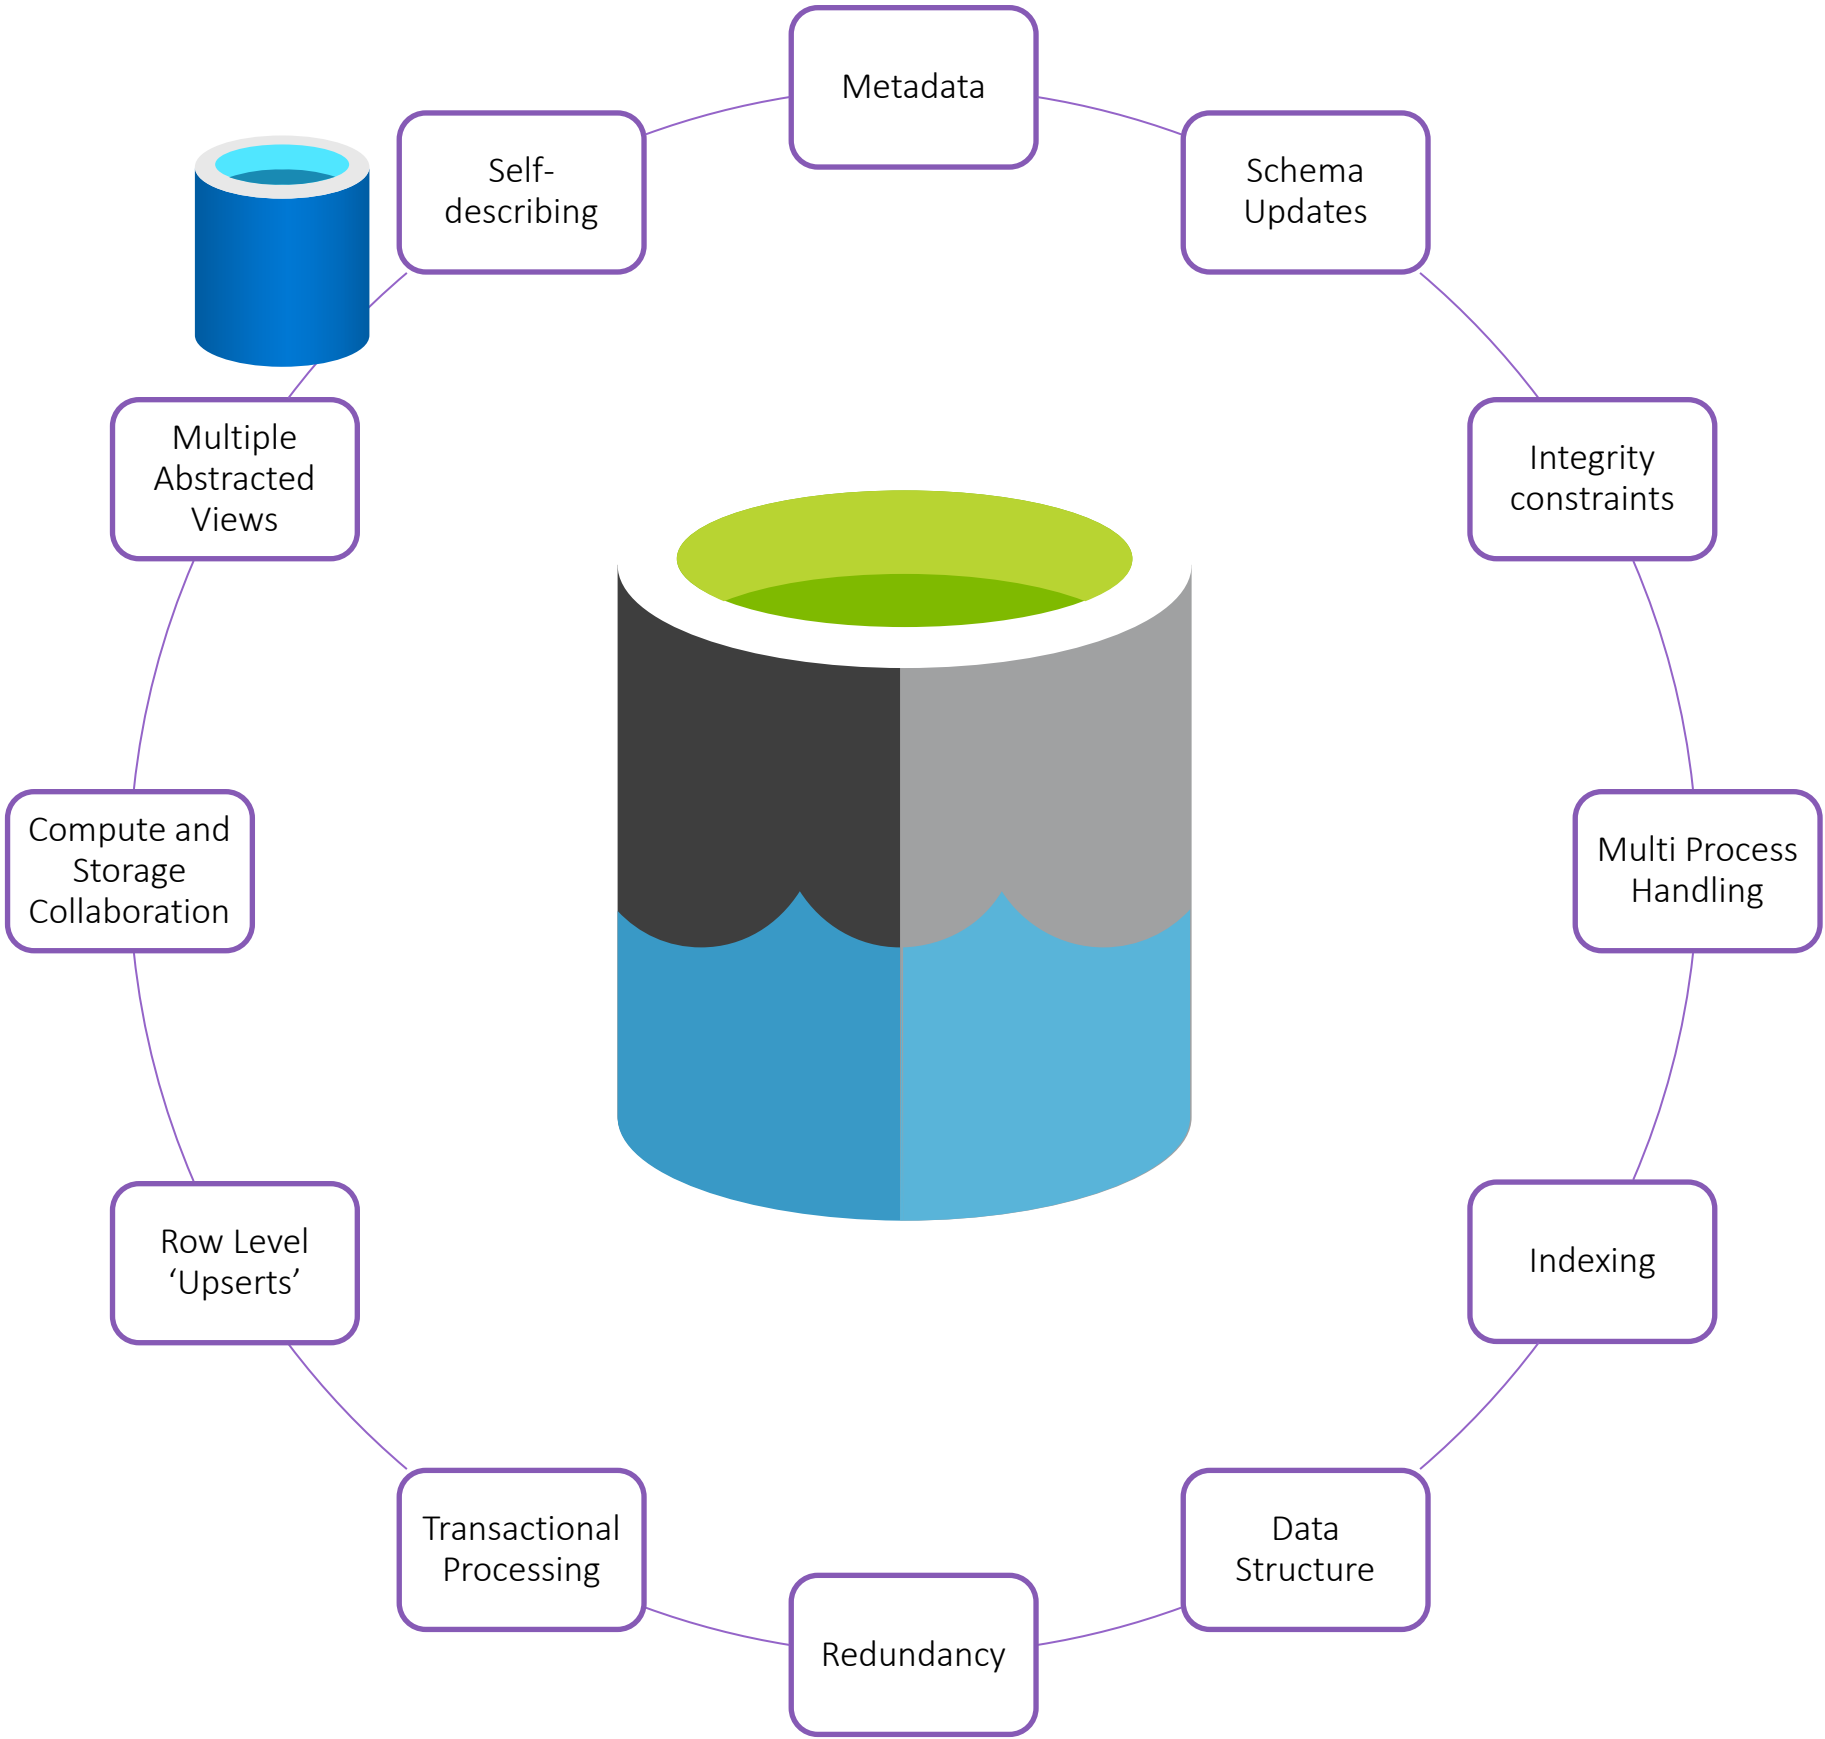 Metadata
Schema
Updates
Integrity
constraints
Multi Process
Handling
Indexing
Data
Structure
Redundancy
Transactional
Processing
Row Level
‘Upserts’
Compute and
Storage
Collaboration
Multiple
Abstracted
Views
Self-
describing